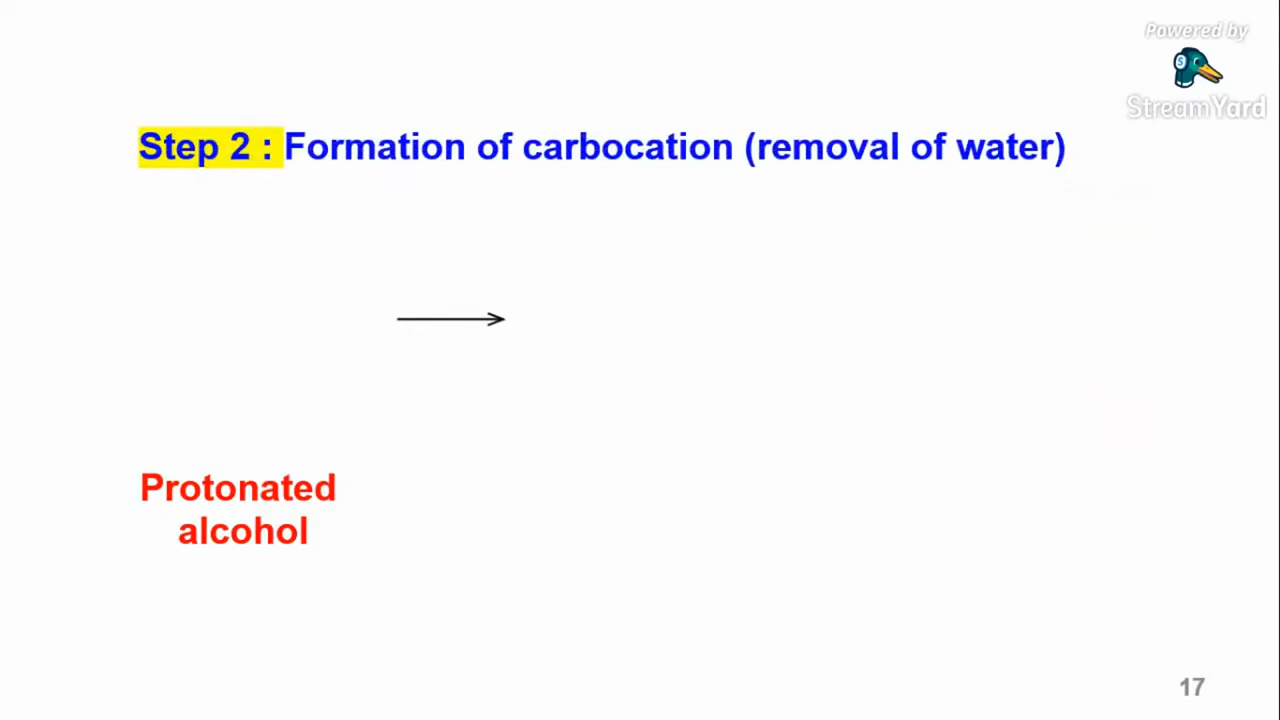 Powered by
StreamYard
Step 2 : Formation of carbocation (removal of water)
Protonated
alcohol
17